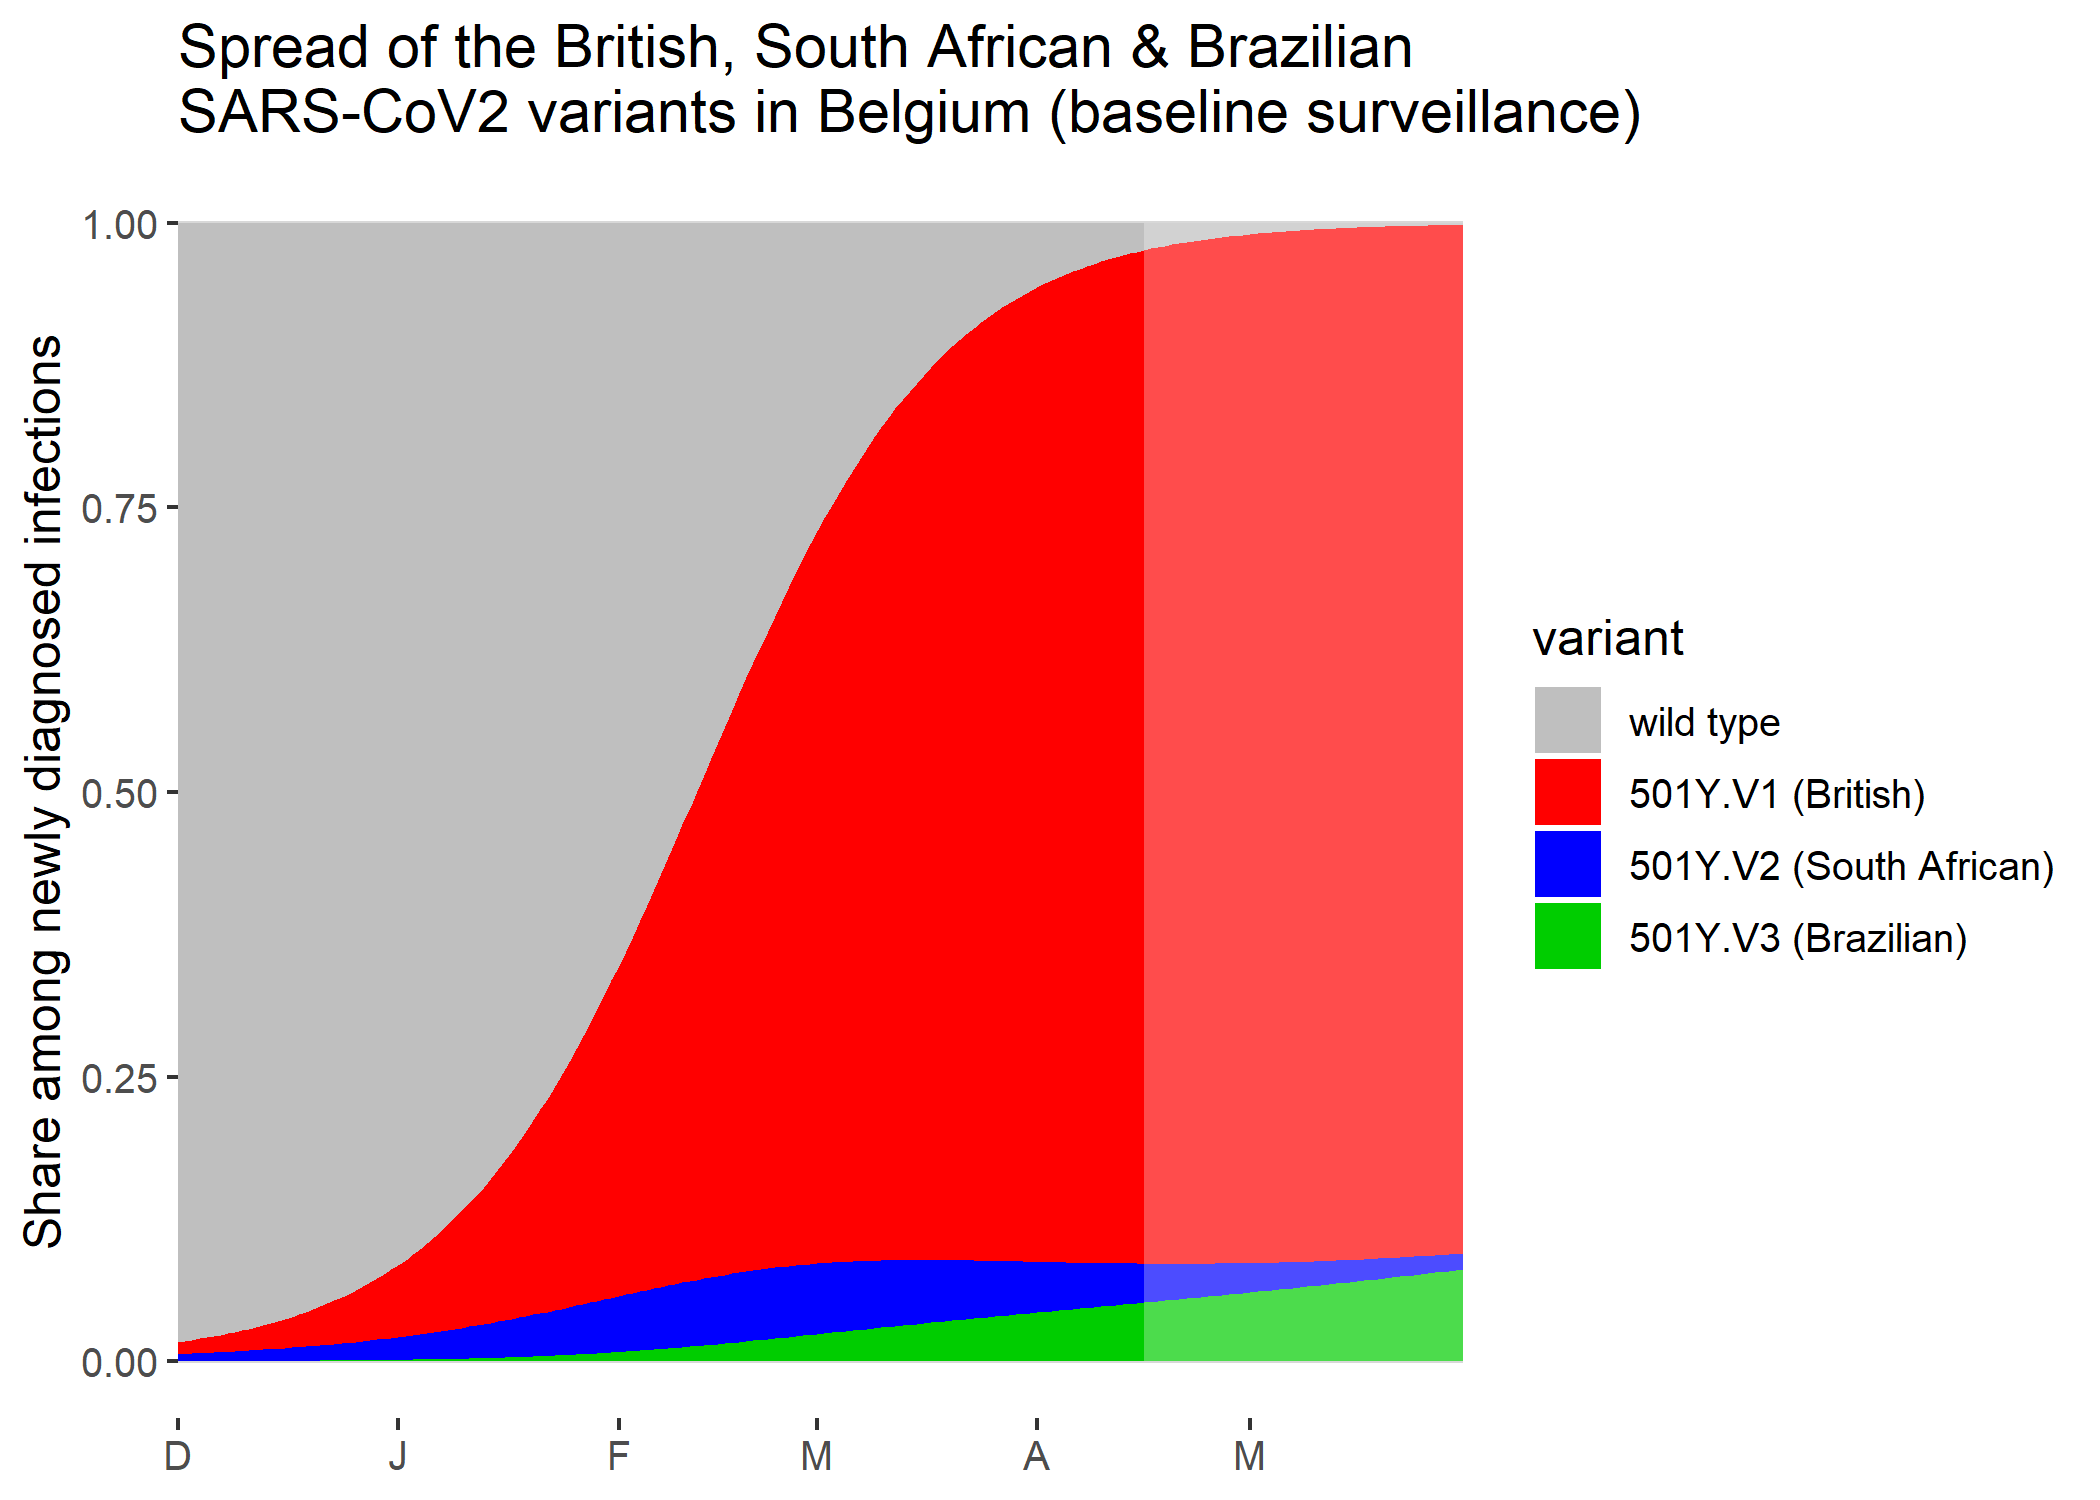 Spread of the British, South African & Brazilian
SARS-CoV2 variants in Belgium (baseline surveillance)
Share among newly diagnosed infections
1.00
0.75
0.50
0.25
0.00
D
J
F
M
A
M
variant
wild type
501Y.V1 (British)
501Y.V2 (South African)
501Y.V3 (Brazilian)